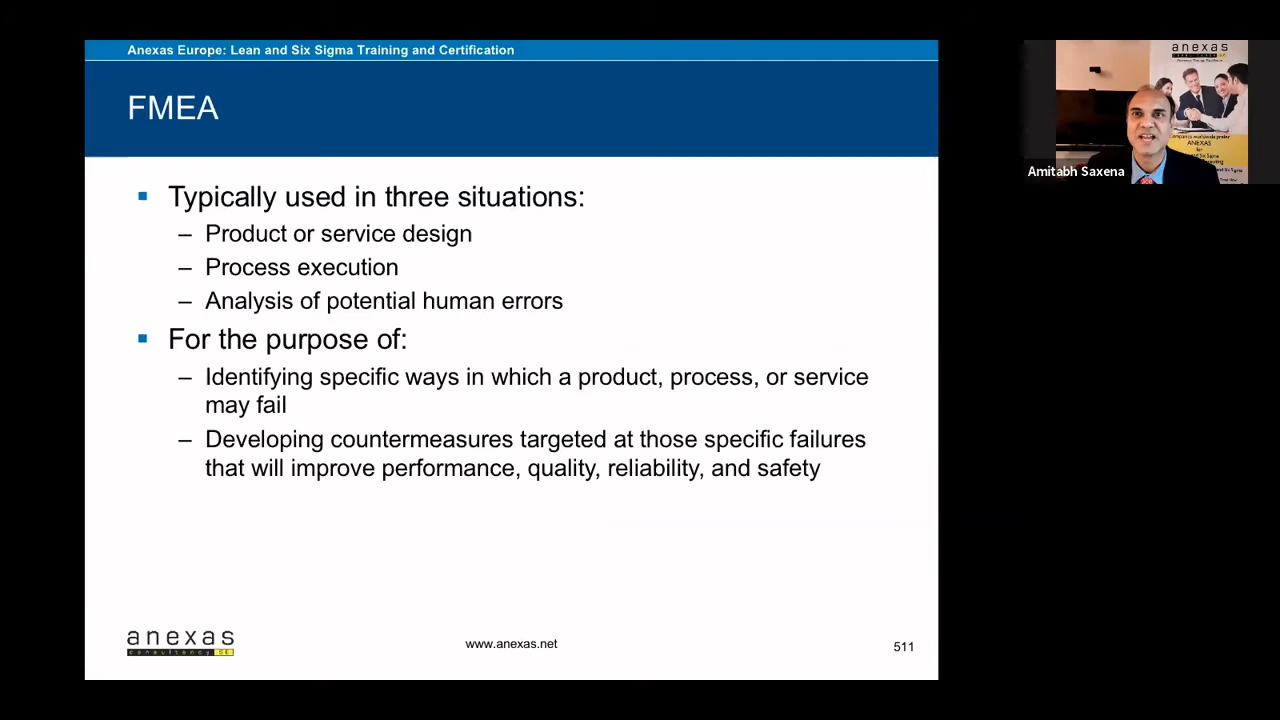 Anexas Europe: Lean and Six Sigma Training and Certification
FMEA
Typically used in three situations:
– Product or service design
– Process execution
– Analysis of potential human errors
For the purpose of:
– Identifying specific ways in which a product, process, or service
may fail
– Developing countermeasures targeted at those specific failures
that will improve performance, quality, reliability, and safety
anexas
consultancy
www.anexas.net
511
anexas
ANEXAS
for
Amitabh Saxena